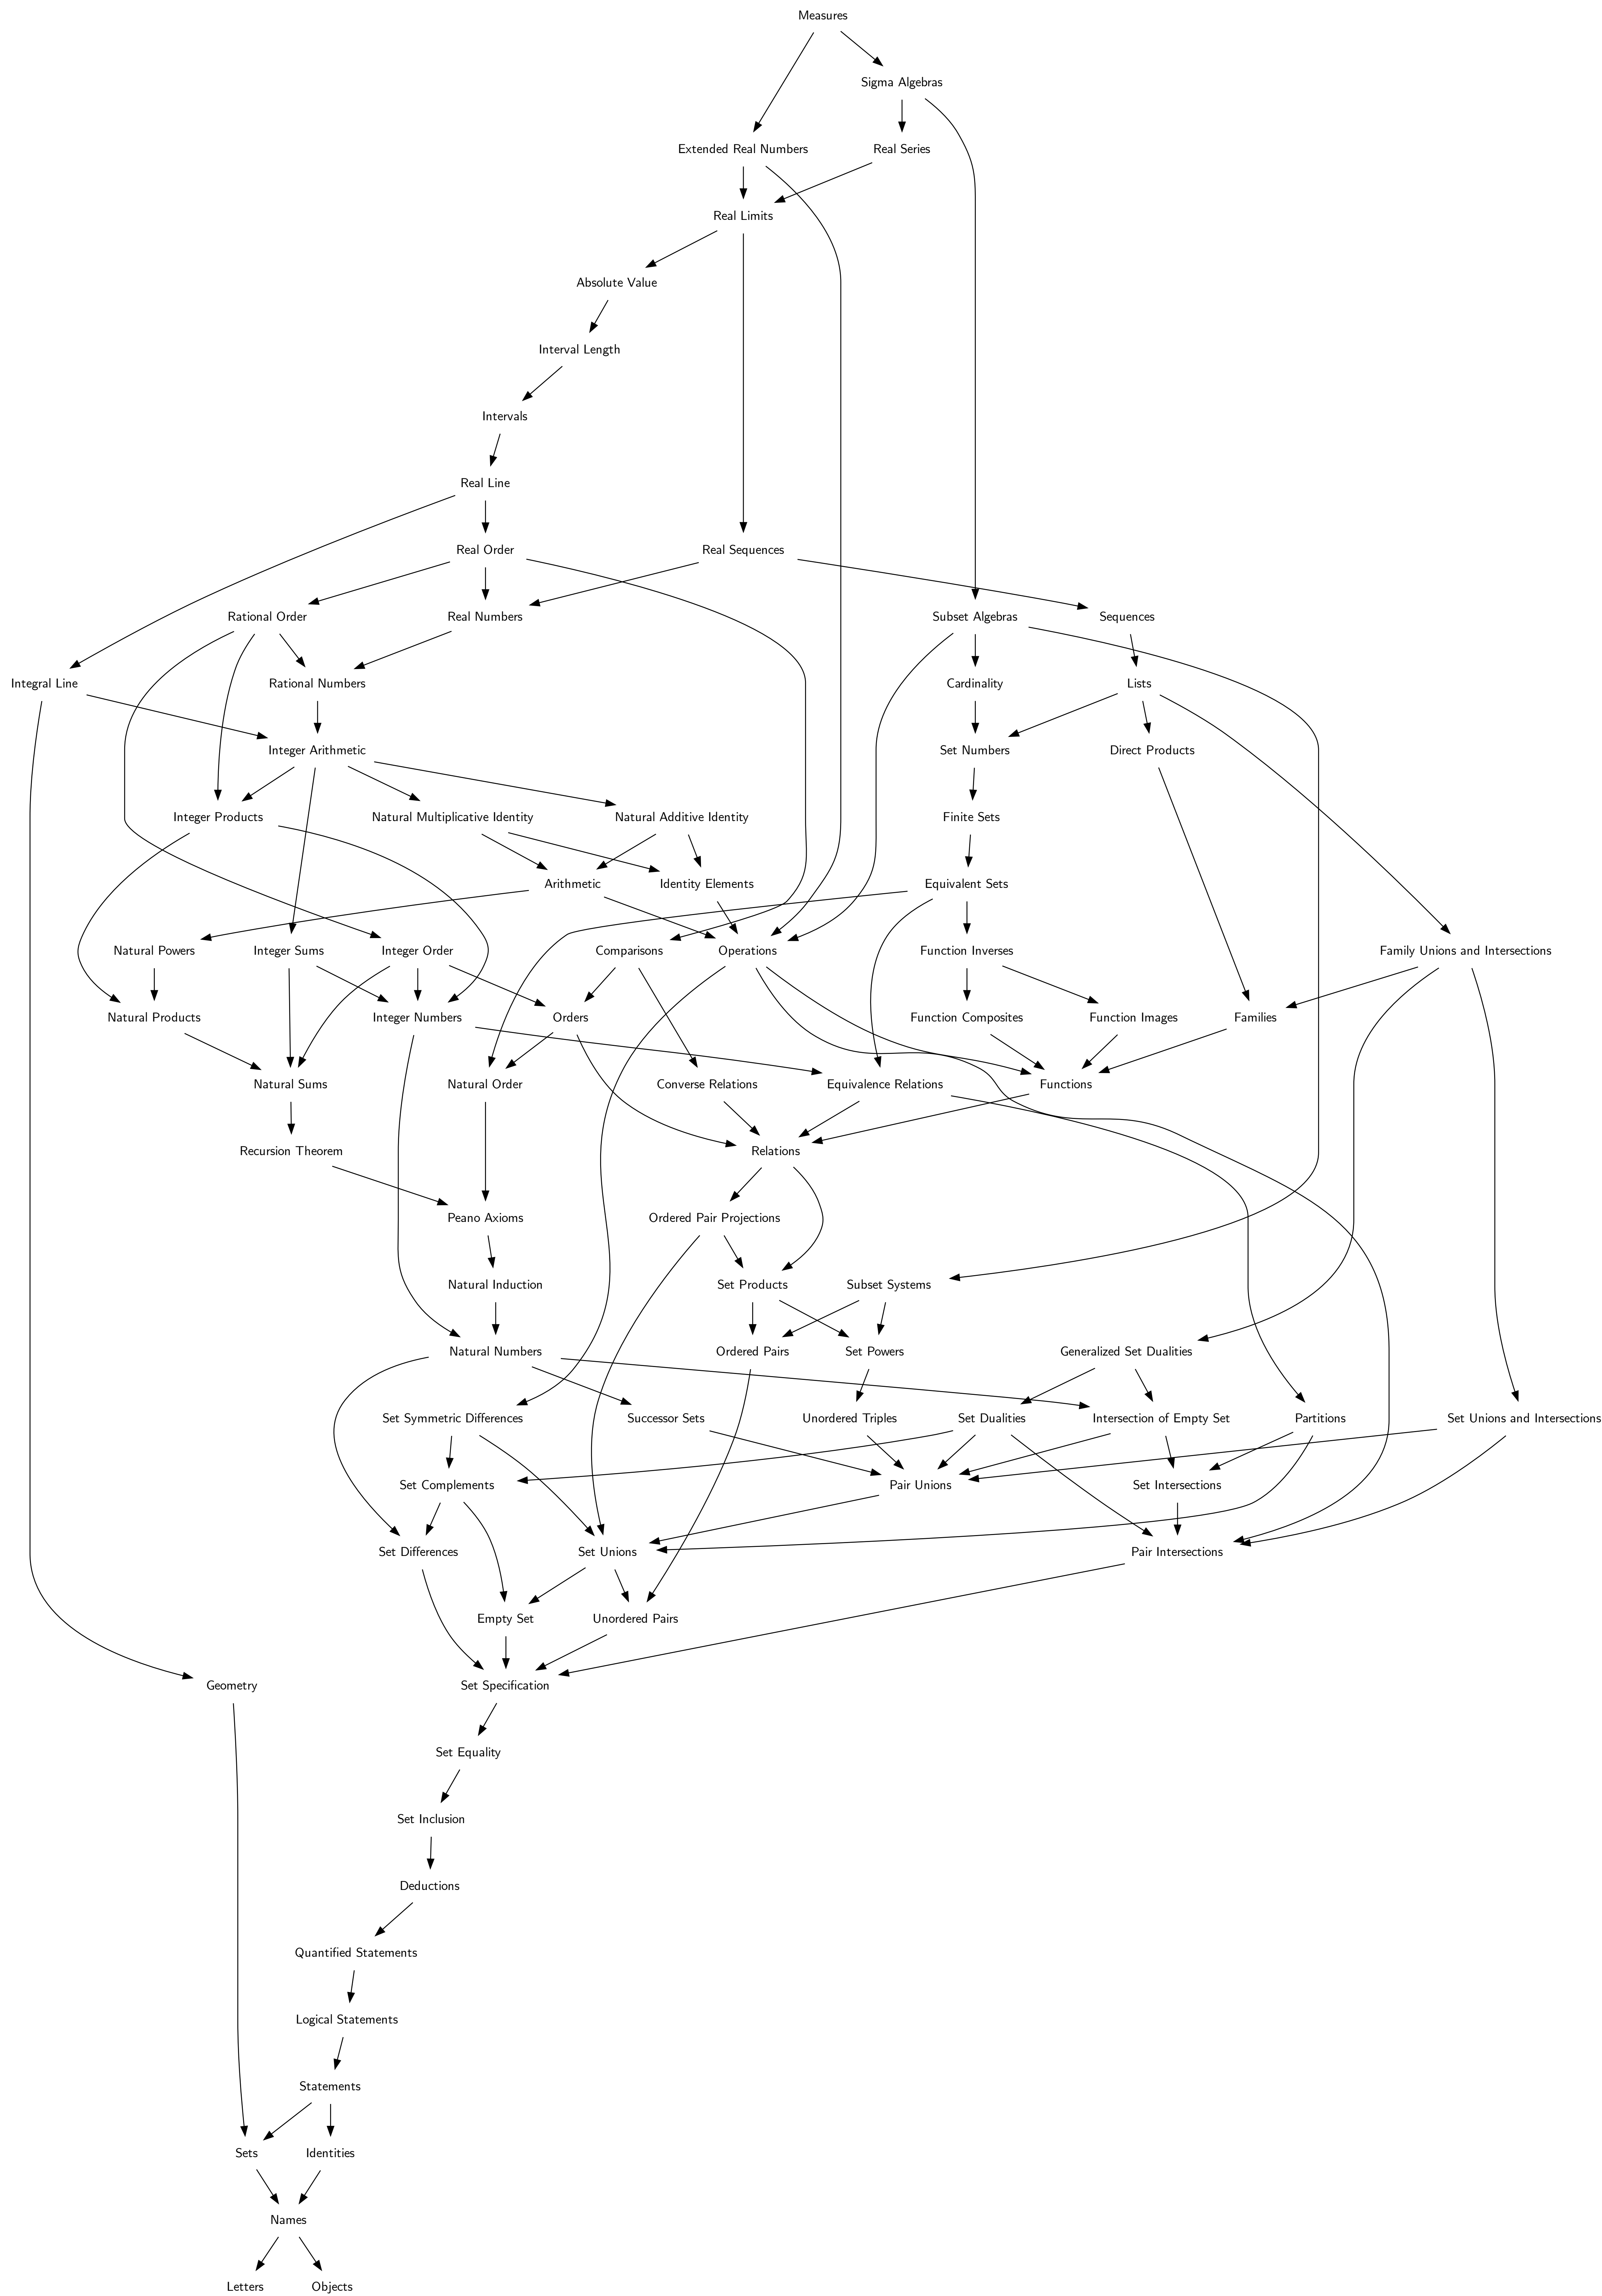 Measures
Sigma Algebras
Extended Real Numbers
Real Series
Real Limits
Absolute Value
Interval Length
Intervals
Real Line
Real Order
Real Sequences
Rational Order
Real Numbers
Subset Algebras
Sequences
Integral Line
Rational Numbers
Cardinality
Lists
Integer Arithmetic
Set Numbers
Direct Products
Integer Products
Natural Multiplicative Identity
Natural Additive Identity
Finite Sets
Arithmetic
Identity Elements
Equivalent Sets
Natural Powers
Integer Sums
Integer Order
Comparisons
Operations
Function Inverses
Family Unions and Intersections
Natural Products
Integer Numbers
Orders
Function Composites
Function Images
Families
Natural Sums
Natural Order
Converse Relations
Equivalence Relations
Functions
Recursion Theorem
Relations
Peano Axioms
Ordered Pair Projections
Natural Induction
Set Products
Subset Systems
Natural Numbers
Ordered Pairs
Set Powers
Generalized Set Dualities
Set Symmetric Differences
Successor Sets
Unordered Triples
Set Dualities
Intersection of Empty Set
Partitions
Set Unions and Intersections
Set Complements
Pair Unions
Set Intersections
Set Differences
Set Unions
Pair Intersections
Empty Set
Unordered Pairs
Geometry
Set Specification
Set Equality
Set Inclusion
Deductions
Quantified Statements
Logical Statements
Statements
Sets
Identities
Names
Letters
Objects